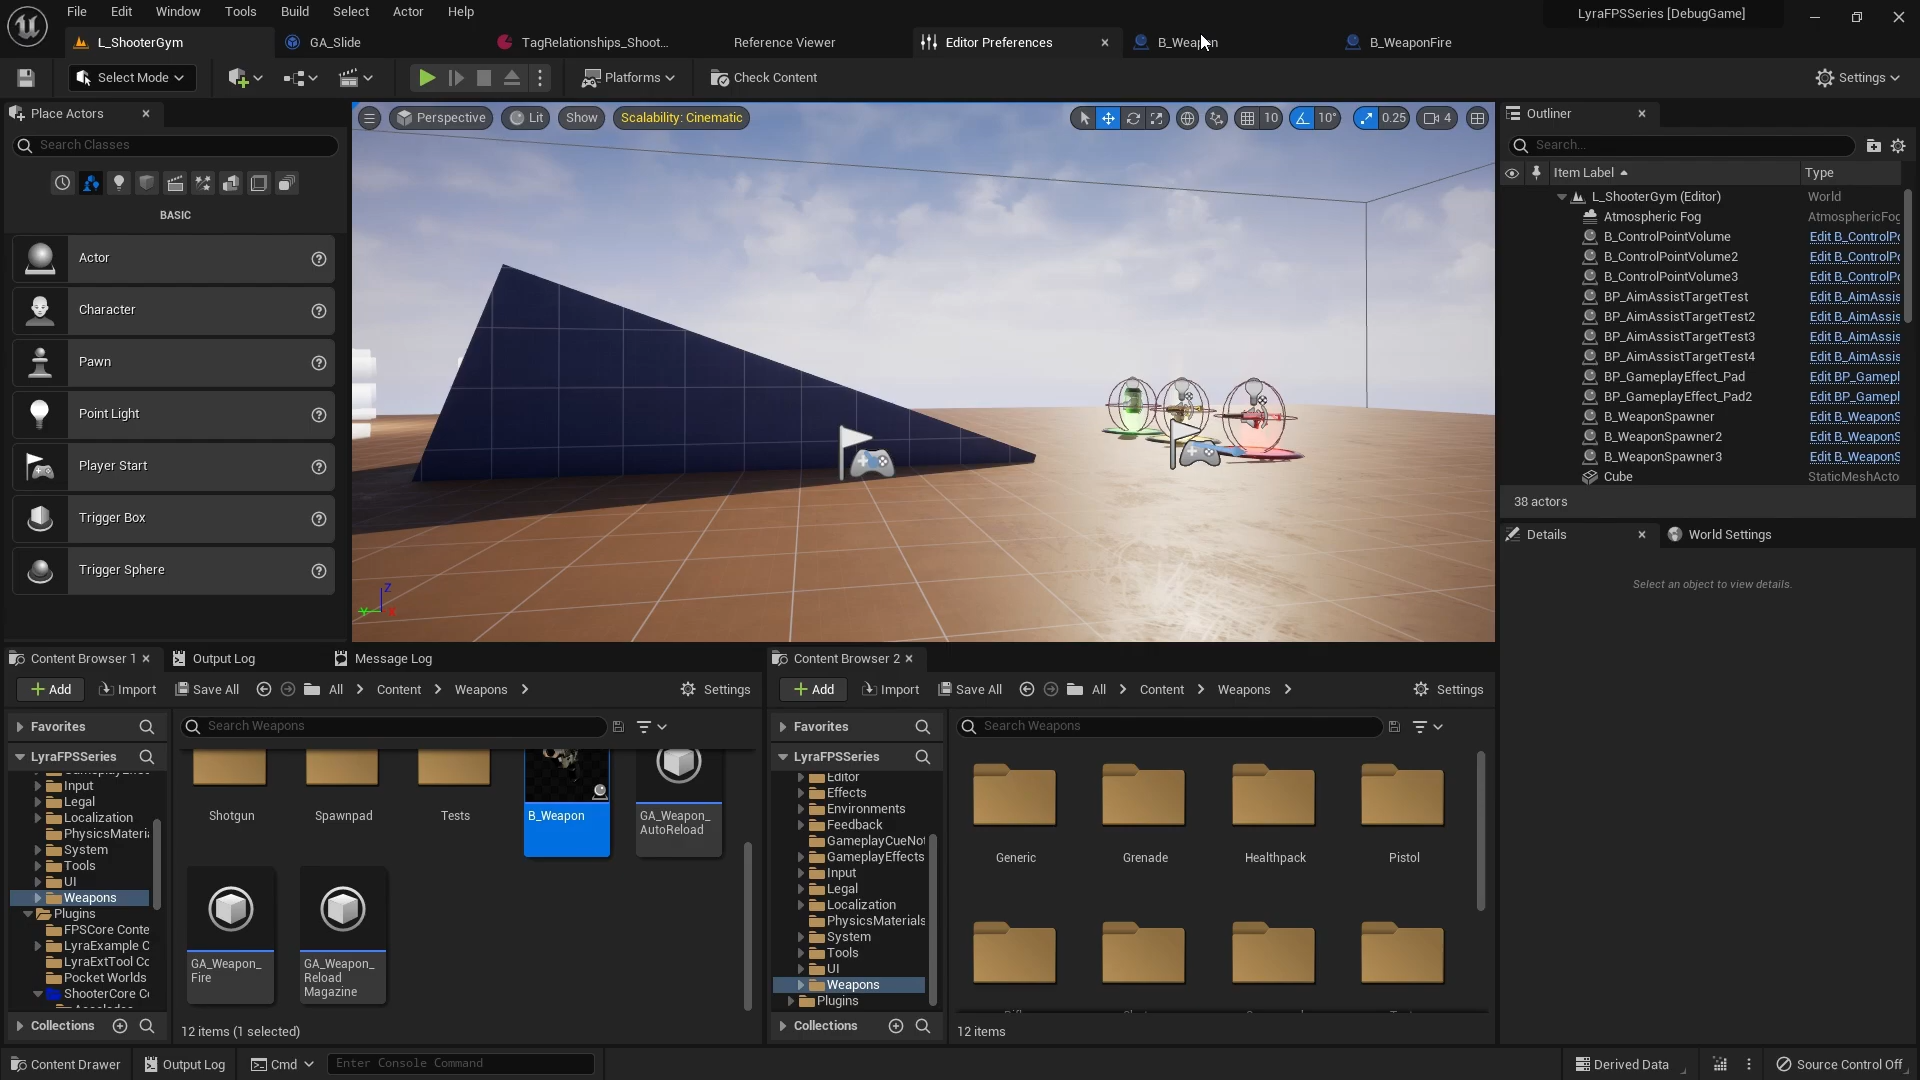 File Edit Window Tools Build Select Actor Help
LyraFPSSeries [DebugGame]
L_ShooterGym
GA_Slide
TagRelationships_Shoot...
Reference Viewer
Editor Preferences
B_Weapon
B_WeaponFire
Select Mode
Platforms
Check Content
Settings
Place Actors
Search Classes
BASIC
Actor
Character
Pawn
Point Light
Player Start
Trigger Box
Trigger Sphere
Perspective
Lit
Show
Scalability: Cinematic
10
10°
0.25
4
Z
Y
Outliner
Search...
Item Label
Type
L_ShooterGym (Editor) World
Atmospheric Fog AtmosphericFog
B_ControlPointVolume Edit B_ControlPo
B_ControlPointVolume2 Edit B_ControlPo
B_ControlPointVolume3 Edit B_ControlPo
BP_AimAssistTargetTest Edit B_AimAssis
BP_AimAssistTargetTest2 Edit B_AimAssis
BP_AimAssistTargetTest3 Edit B_AimAssis
BP_AimAssistTargetTest4 Edit B_AimAssis
BP_GameplayEffect_Pad Edit BP_Gamepl
BP_GameplayEffect_Pad2 Edit BP_Gamepl
B_WeaponSpawner Edit B_WeaponS
B_WeaponSpawner2 Edit B_WeaponS
B_WeaponSpawner3 Edit B_WeaponS
Cube StaticMeshActo
38 actors
Details
World Settings
Select an object to view details.
Content Browser 1
Output Log
Message Log
Add
Import
Save All
All
Content
Weapons
Settings
Favorites
Search Weapons
LyraFPSSeries
Input
Legal
Localization
PhysicsMateria
System
Tools
UI
Weapons
Plugins
FPSCore Conte
LyraExample C
LyraExtTool Co
Pocket Worlds
ShooterCore Co
Collections
Shotgun
Spawnpad
Tests
B_Weapon
GA_Weapon_
AutoReload
GA_Weapon_
Fire
GA_Weapon_
Reload
Magazine
12 items (1 selected)
Content Browser 2
Add
Import
Save All
All
Content
Weapons
Settings
Favorites
Search Weapons
LyraFPSSeries
Editor
Effects
Environments
Feedback
GameplayCueNot
GameplayEffects
Input
Legal
Localization
PhysicsMaterials
System
Tools
UI
Weapons
Plugins
Collections
Generic
Grenade
Healthpack
Pistol
12 items
Content Drawer
Output Log
Cmd
Enter Console Command
Derived Data
Source Control Off